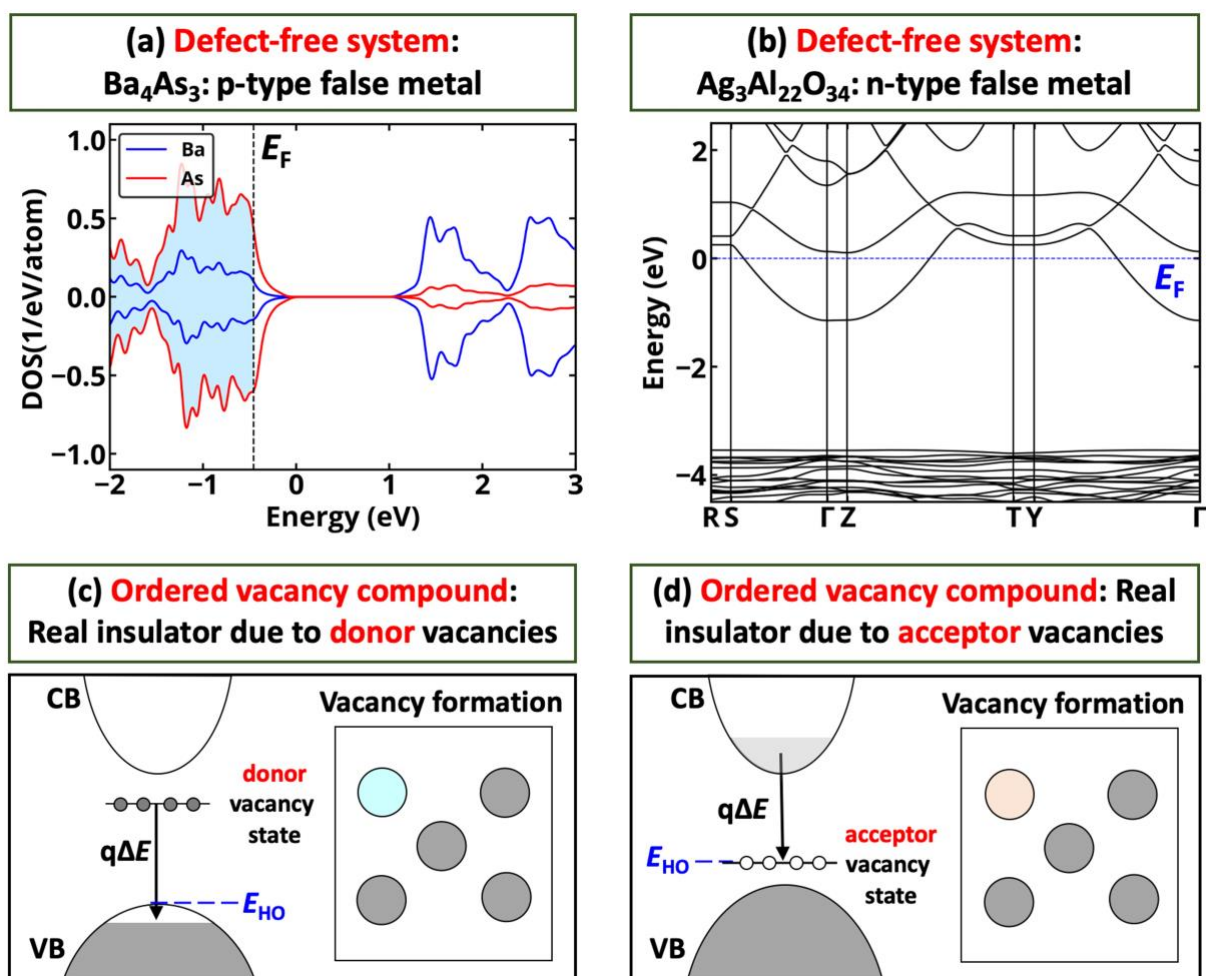 (a) Defect-free system:
Ba₄As₃: p-type false metal
(b) Defect-free system:
Ag₃Al₂₂O₃₄: n-type false metal
Ba
As
E_F
1.0
0.5
0.0
−0.5
−1.0
DOS(1/eV/atom)
−2 −1 0 1 2 3
Energy (eV)
2
0
−2
−4
Energy (eV)
E_F
R S Γ Z T Y Γ
(c) Ordered vacancy compound:
Real insulator due to donor vacancies
(d) Ordered vacancy compound: Real
insulator due to acceptor vacancies
CB
Vacancy formation
donor
vacancy
state
qΔE
E_HO
VB
CB
Vacancy formation
qΔE
acceptor
vacancy
state
E_HO
VB